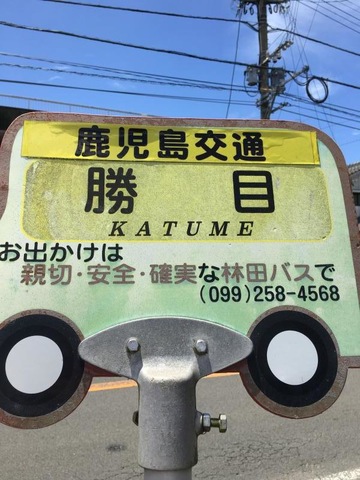 鹿児島交通
勝目
KATUME
お出かけは
親切・安全・確実な林田バスで
(099)258-4568